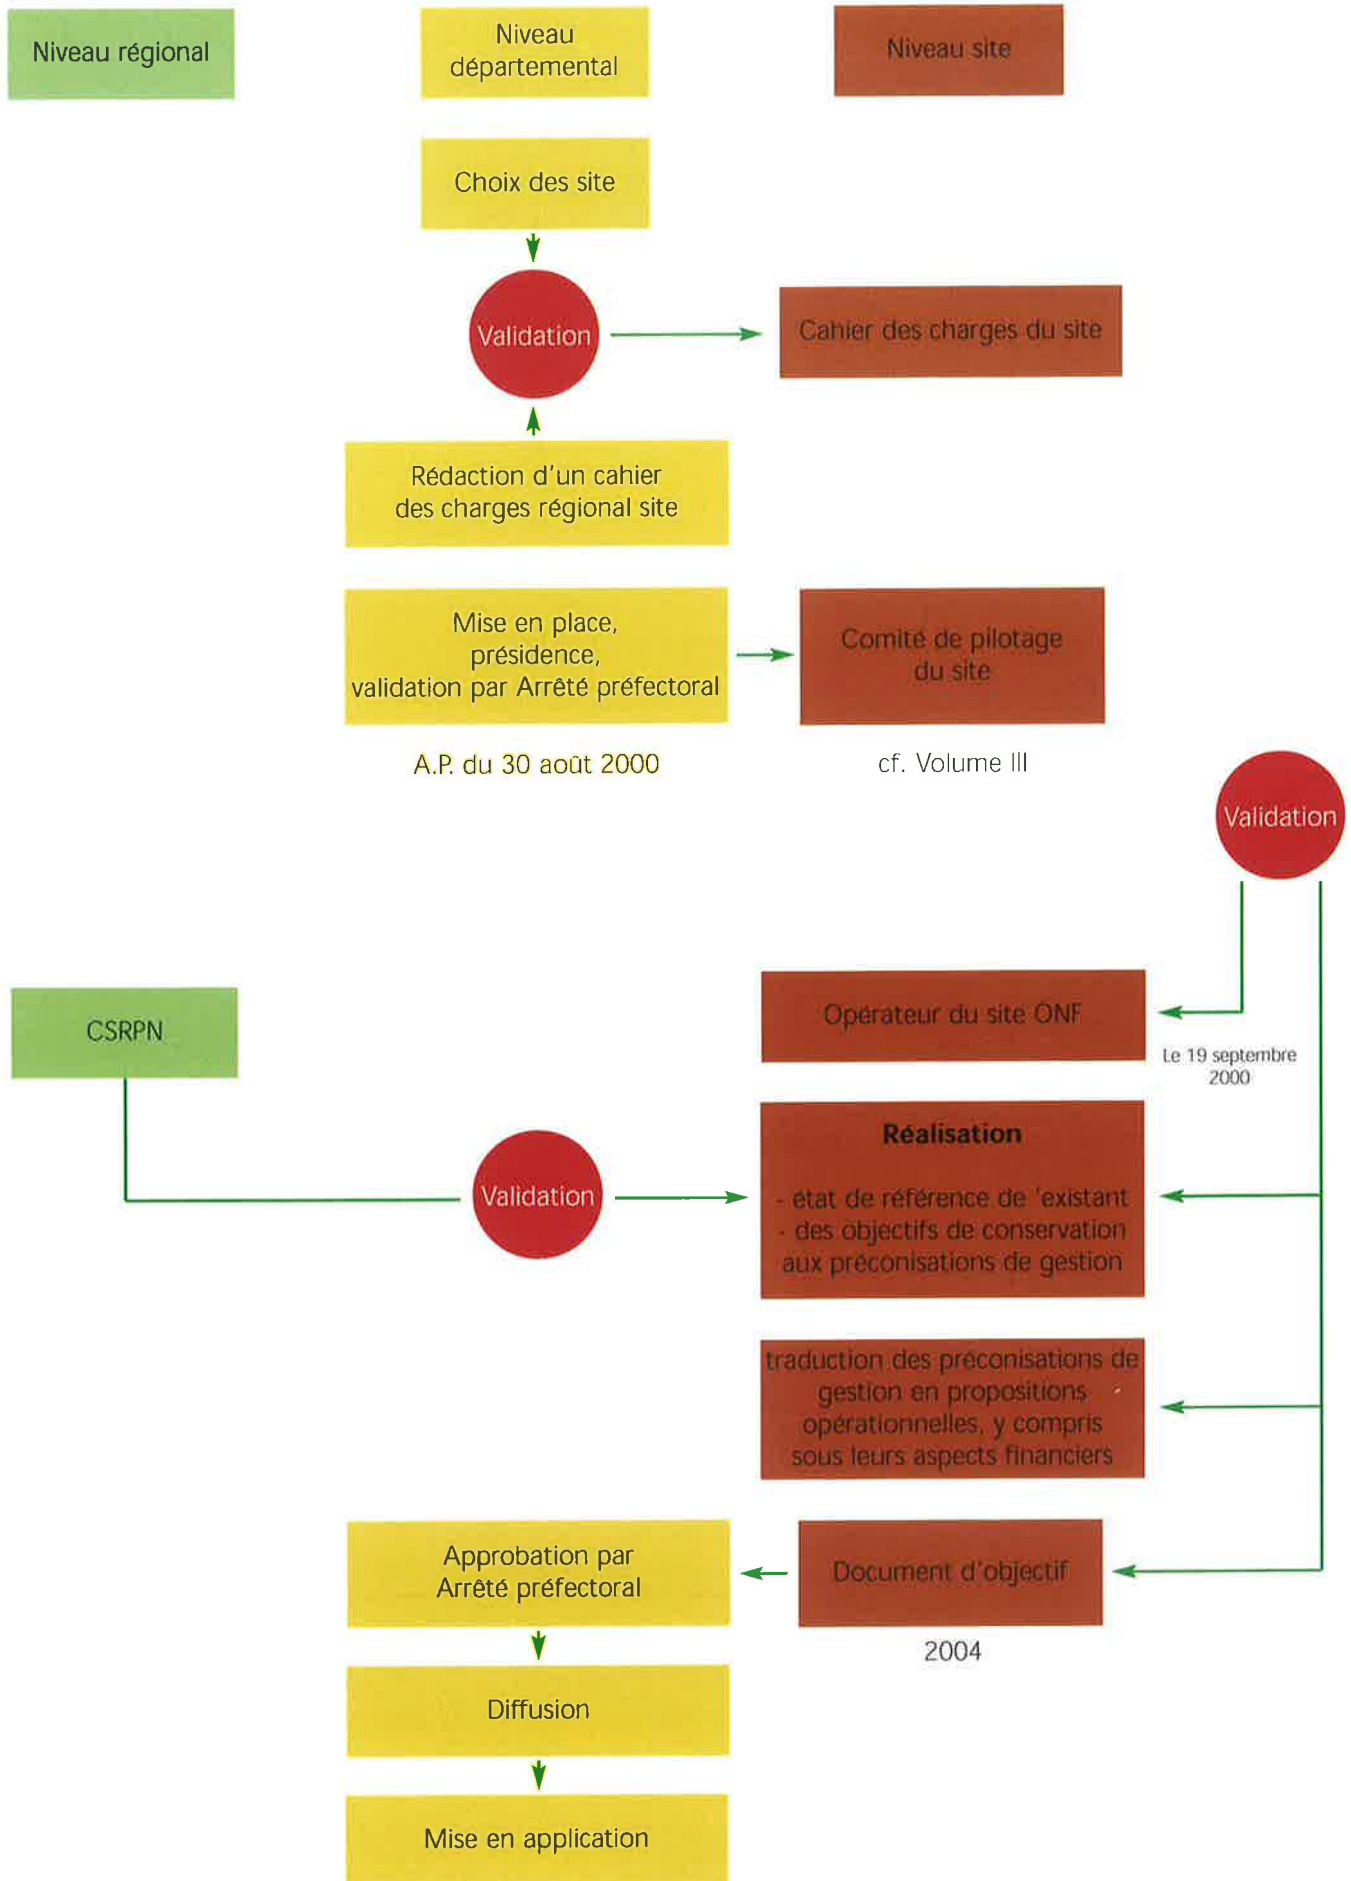 Niveau régional
Niveau
départemental
Niveau site
Choix des site
Validation
Cahier des charges du site
Rédaction d'un cahier
des charges régional site
Mise en place,
présidence,
validation par Arrêté préfectoral
Comité de pilotage
du site
A.P. du 30 août 2000
cf. Volume III
Validation
Opérateur du site ONF
Le 19 septembre
2000
CSRPN
Validation
Réalisation
- état de référence de 'existant
- des objectifs de conservation
aux préconisations de gestion
traduction des préconisations de
gestion en propositions
opérationnelles, y compris
sous leurs aspects financiers
Approbation par
Arrêté préfectoral
Document d'objectif
2004
Diffusion
Mise en application